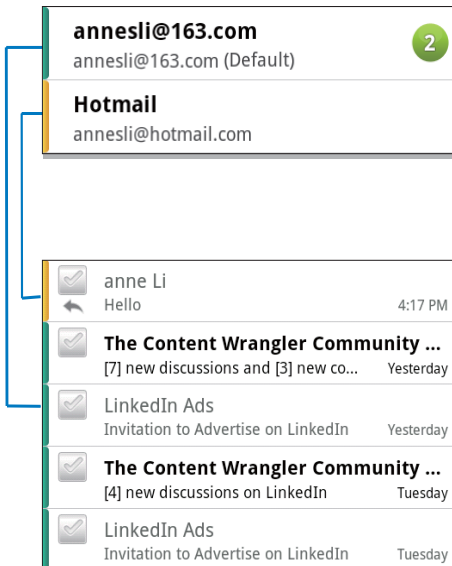 annesli@163.com
annesli@163.com (Default)
2
Hotmail
annesli@hotmail.com
anne Li
Hello 4:17 PM
The Content Wrangler Community ...
[7] new discussions and [3] new co... Yesterday
LinkedIn Ads
Invitation to Advertise on LinkedIn Yesterday
The Content Wrangler Community ...
[4] new discussions on LinkedIn Tuesday
LinkedIn Ads
Invitation to Advertise on LinkedIn Tuesday